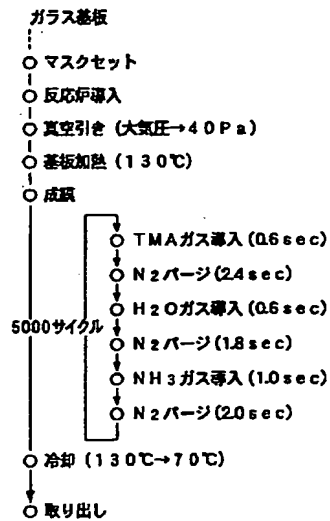 ガラス基板
マスクセット
反応炉導入
真空引き(大気圧→40Pa)
基板加熱(130℃)
成膜
TMAガス導入(0.6sec)
N2パージ(2.4sec)
H2Oガス導入(0.6sec)
5000サイクル
N2パージ(1.8sec)
NH3ガス導入(1.0sec)
N2パージ(2.0sec)
冷却(130℃→70℃)
取り出し